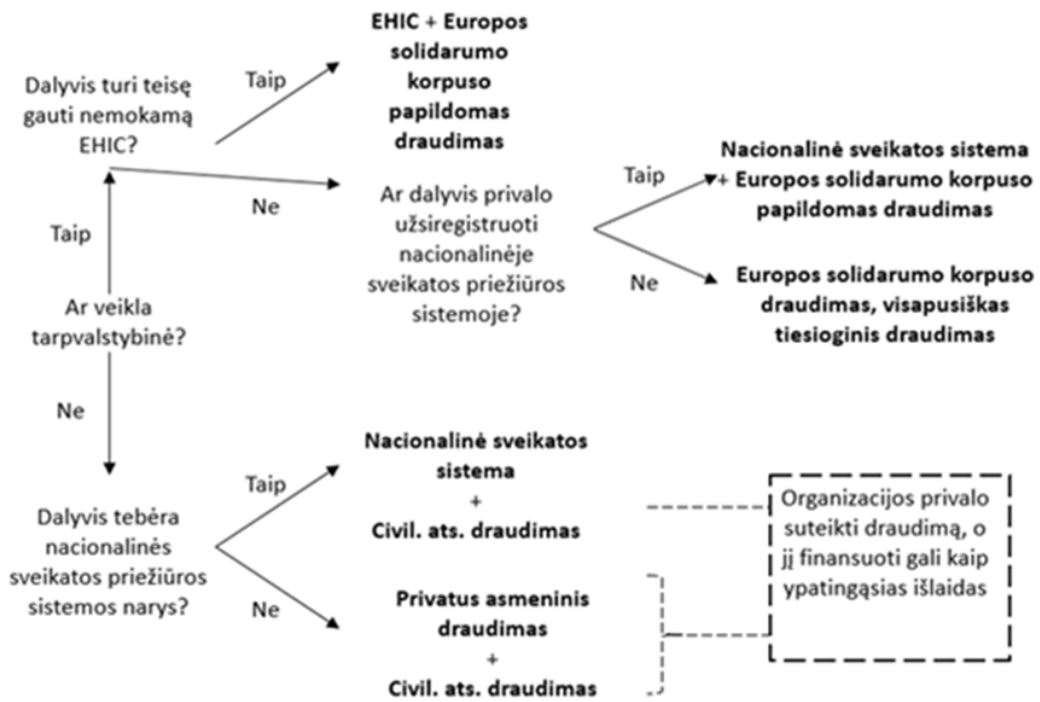 EHIC + Europos
solidarumo
korpuso
papildomas
draudimas
Dalyvis turi teisę
gauti nemokamą
EHIC?
Taip
Ne
Ar dalyvis privalo
užsiregistruoti
nacionalinėje
sveikatos priežiūros
sistemoje?
Taip
Nacionalinė sveikatos sistema
+ Europos solidarumo korpuso
papildomas draudimas
Ne
Europos solidarumo korpuso
draudimas, visapusiškas
tiesioginis draudimas
Taip
Ar veikla
tarpvalstybinė?
Ne
Dalyvis tebėra
nacionalinės
sveikatos priežiūros
sistemos narys?
Taip
Nacionalinė sveikatos
sistema
+
Civil. ats. draudimas
Ne
Privatus asmeninis
draudimas
+
Civil. ats. draudimas
Organizacijos privalo
suteikti draudimą, o
jį finansuoti gali kaip
ypatingąsias išlaidas